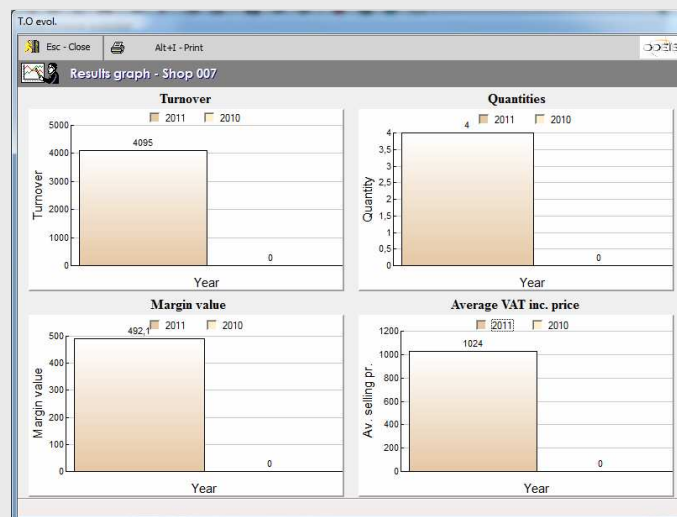 T.O evol.
Esc - Close Alt+I - Print
Results graph - Shop 007
Turnover
2011 2010
Turnover
5000
4000
3000
2000
1000
0
4095
0
Year
Quantities
2011 2010
Quantity
4
3,5
3
2,5
2
1,5
1
0,5
0
4
0
Year
Margin value
2011 2010
Margin value
500
400
300
200
100
0
492,1
0
Year
Average VAT inc. price
2011 2010
Av. selling pr.
1200
1000
800
600
400
200
0
1024
0
Year